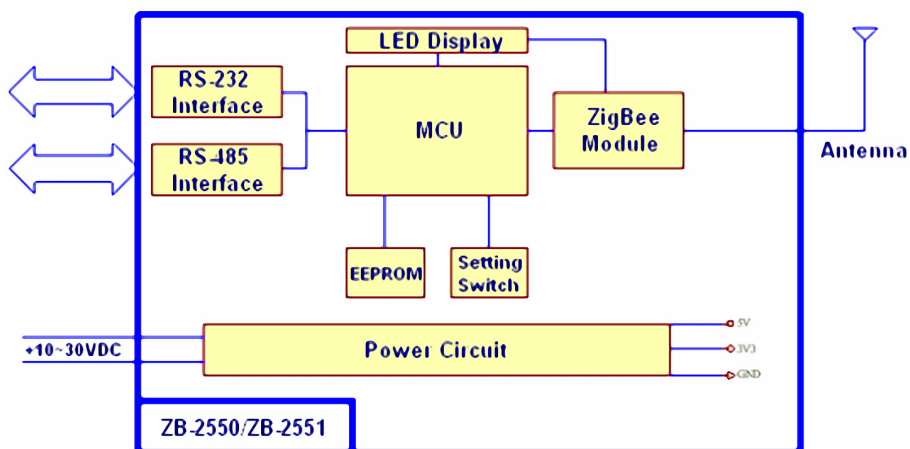 LED Display
RS-232
Interface
MCU
ZigBee
Module
Antenna
RS-485
Interface
EEPROM
Setting
Switch
+10~30VDC
Power Circuit
5V
3V3
GND
ZB-2550/ZB-2551